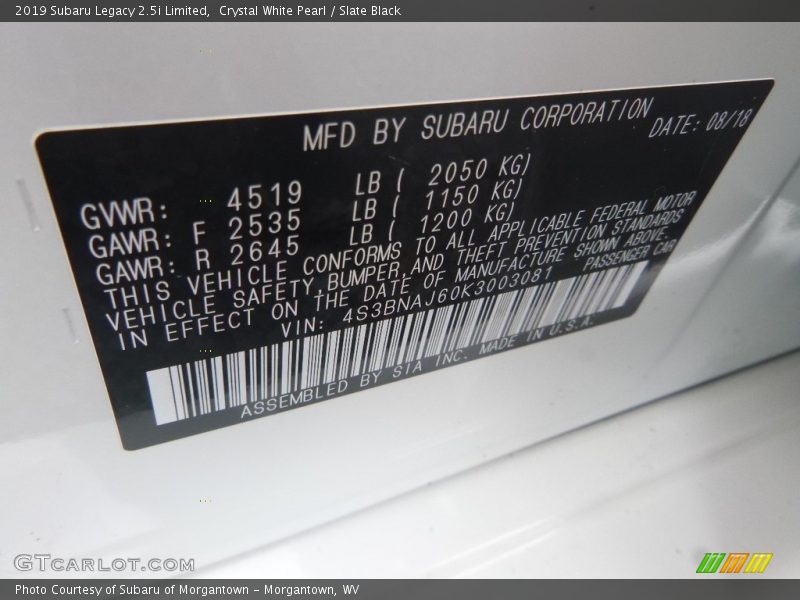 2019 Subaru Legacy 2.5i Limited,  Crystal White Pearl / Slate Black
MFD BY SUBARU CORPORATION
DATE: 08/18
GVWR: 4519 LB ( 2050 KG)
GAWR: F 2535 LB ( 1150 KG)
GAWR: R 2645 LB ( 1200 KG)
THIS VEHICLE CONFORMS TO ALL APPLICABLE FEDERAL MOTOR
VEHICLE SAFETY,BUMPER,AND THEFT PREVENTION STANDARDS
IN EFFECT ON THE DATE OF MANUFACTURE SHOWN ABOVE.
VIN: 4S3BNAJ60K3003081 PASSENGER CAR
ASSEMBLED BY SIA INC. MADE IN U.S.A.
GTCARLOT.COM
Photo Courtesy of Subaru of Morgantown - Morgantown, WV